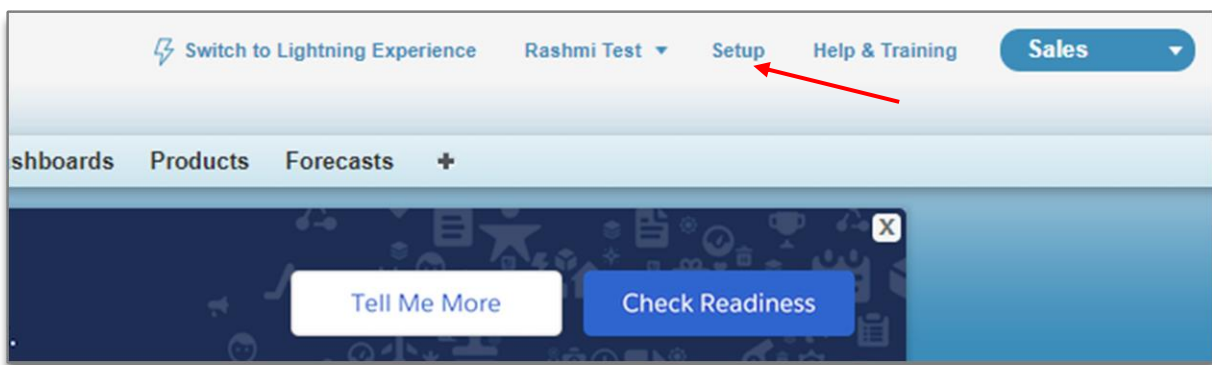 Switch to Lightning Experience Rashmi Test Setup Help & Training Sales
shboards Products Forecasts +
X
Tell Me More Check Readiness
.